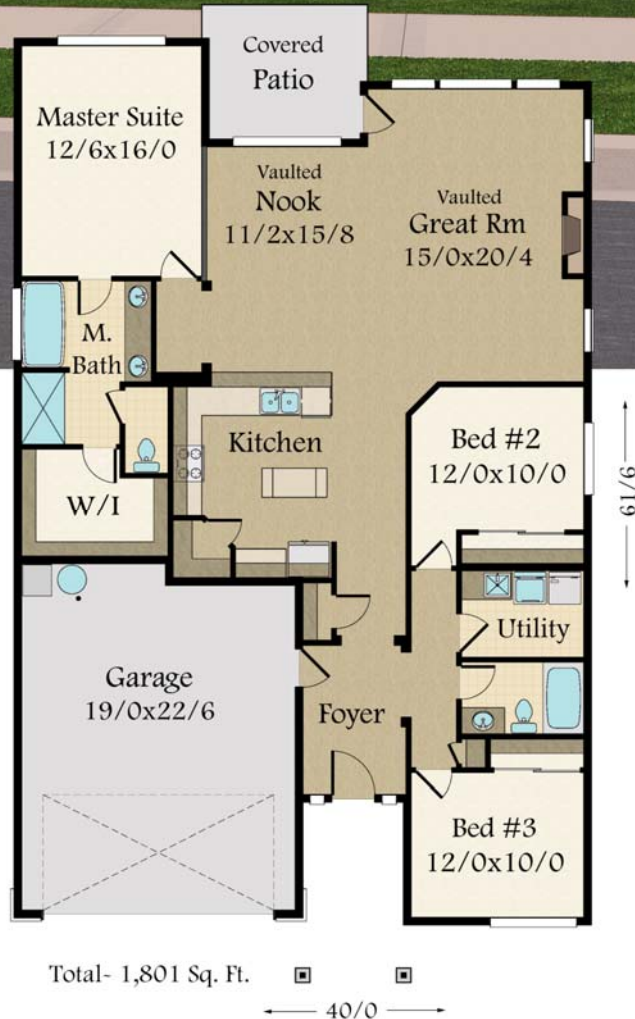 Covered
Patio
Master Suite
12/6x16/0
Vaulted
Nook
11/2x15/8
Vaulted
Great Rm
15/0x20/4
M.
Bath
Kitchen
Bed #2
12/0x10/0
W/I
61/6
Utility
Garage
19/0x22/6
Foyer
Bed #3
12/0x10/0
Total- 1,801 Sq. Ft.
40/0